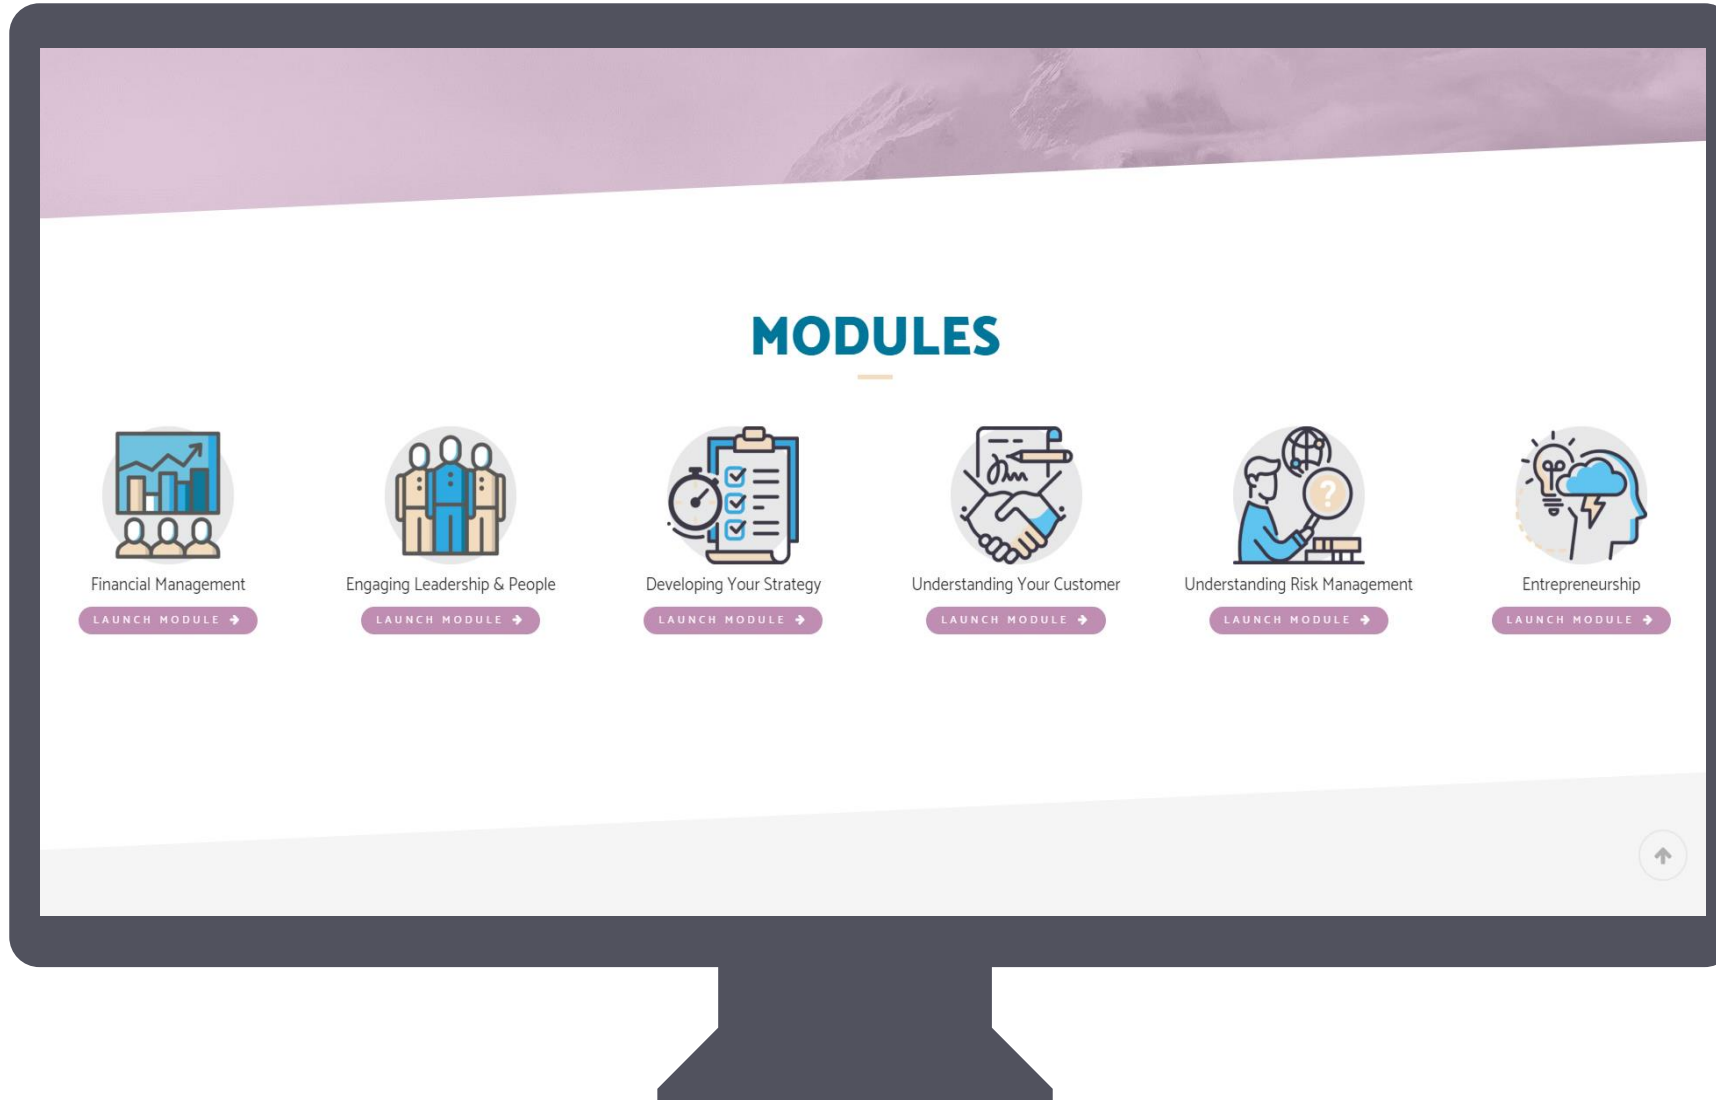 MODULES
Financial Management
Engaging Leadership & People
Developing Your Strategy
Understanding Your Customer
Understanding Risk Management
Entrepreneurship
LAUNCH MODULE
LAUNCH MODULE
LAUNCH MODULE
LAUNCH MODULE
LAUNCH MODULE
LAUNCH MODULE